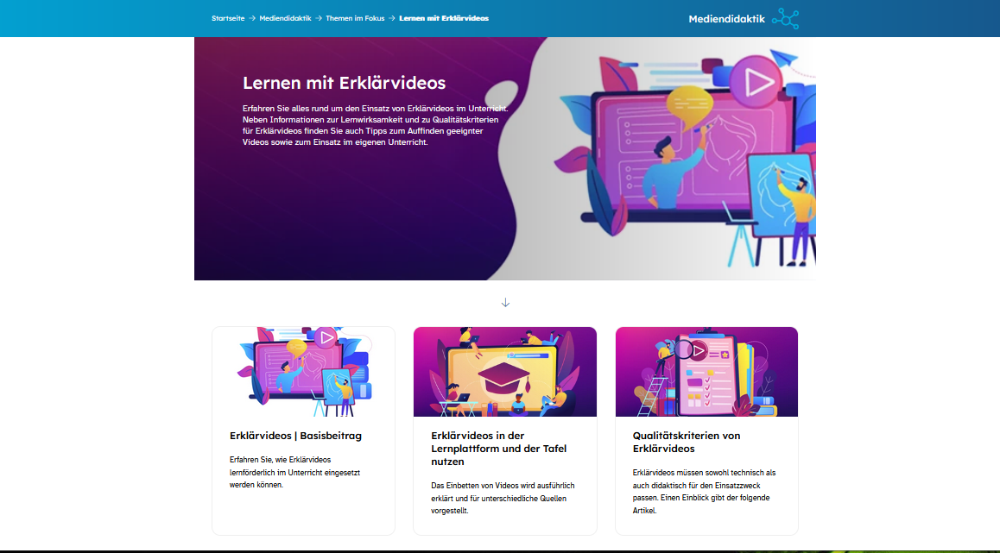 Startseite → Mediendidaktik → Themen im Fokus → Lernen mit Erklärvideos
Mediendidaktik
Lernen mit Erklärvideos
Erfahren Sie alles rund um den Einsatz von Erklärvideos im Unterricht.
Neben Informationen zur Lernwirksamkeit und zu Qualitätskriterien
für Erklärvideos finden Sie auch Tipps zum Auffinden geeignter
Videos sowie zum Einsatz im eigenen Unterricht.
↓
Erklärvideos | Basisbeitrag
Erfahren Sie, wie Erklärvideos
lernförderlich im Unterricht eingesetzt
werden können.
Erklärvideos in der
Lernplattform und der Tafel
nutzen
Das Einbetten von Videos wird ausführlich
erklärt und für unterschiedliche Quellen
vorgestellt.
Qualitätskriterien von
Erklärvideos
Erklärvideos müssen sowohl technisch als
auch didaktisch für den Einsatzzweck
passen. Einen Einblick gibt der folgende
Artikel.